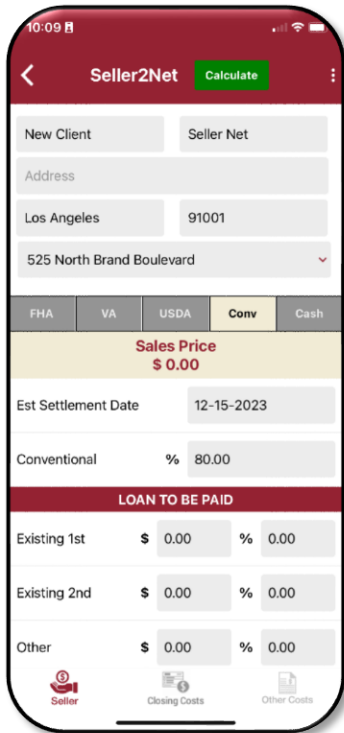 10:09
Seller2Net Calculate
New Client Seller Net
Address
Los Angeles 91001
525 North Brand Boulevard
FHA VA USDA Conv Cash
Sales Price
$ 0.00
Est Settlement Date 12-15-2023
Conventional % 80.00
LOAN TO BE PAID
Existing 1st $ 0.00 % 0.00
Existing 2nd $ 0.00 % 0.00
Other $ 0.00 % 0.00
Seller Closing Costs Other Costs